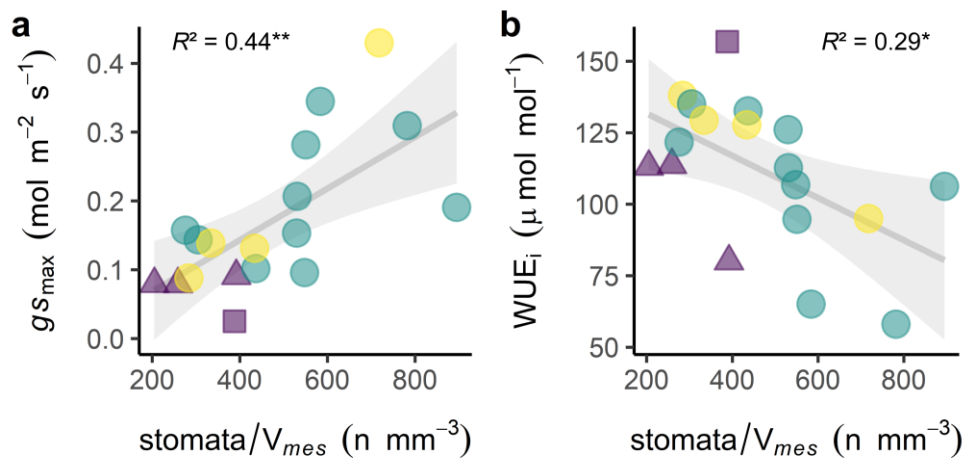 a
R² = 0.44**
gs_max (mol m⁻² s⁻¹)
0.4
0.3
0.2
0.1
0.0
200 400 600 800
stomata/V_mes (n mm⁻³)
b
R² = 0.29*
WUE_i (µ mol mol⁻¹)
150
125
100
75
50
200 400 600 800
stomata/V_mes (n mm⁻³)